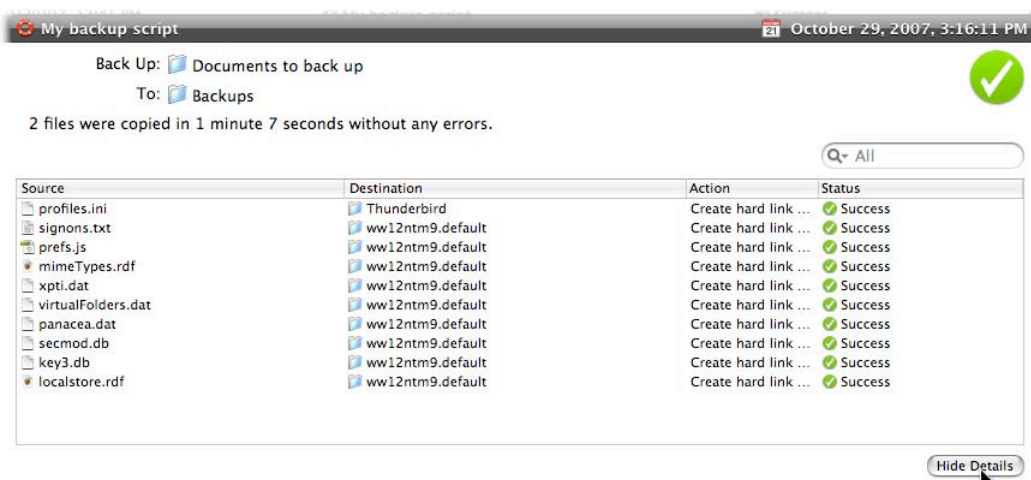 My backup script October 29, 2007, 3:16:11 PM
21
Back Up: Documents to back up
To: Backups
2 files were copied in 1 minute 7 seconds without any errors.
All
Source Destination Action Status
profiles.ini Thunderbird Create hard link ... Success
signons.txt ww12ntm9.default Create hard link ... Success
prefs.js ww12ntm9.default Create hard link ... Success
mimeTypes.rdf ww12ntm9.default Create hard link ... Success
xpti.dat ww12ntm9.default Create hard link ... Success
virtualFolders.dat ww12ntm9.default Create hard link ... Success
panacea.dat ww12ntm9.default Create hard link ... Success
secmod.db ww12ntm9.default Create hard link ... Success
key3.db ww12ntm9.default Create hard link ... Success
localstore.rdf ww12ntm9.default Create hard link ... Success
Hide Details